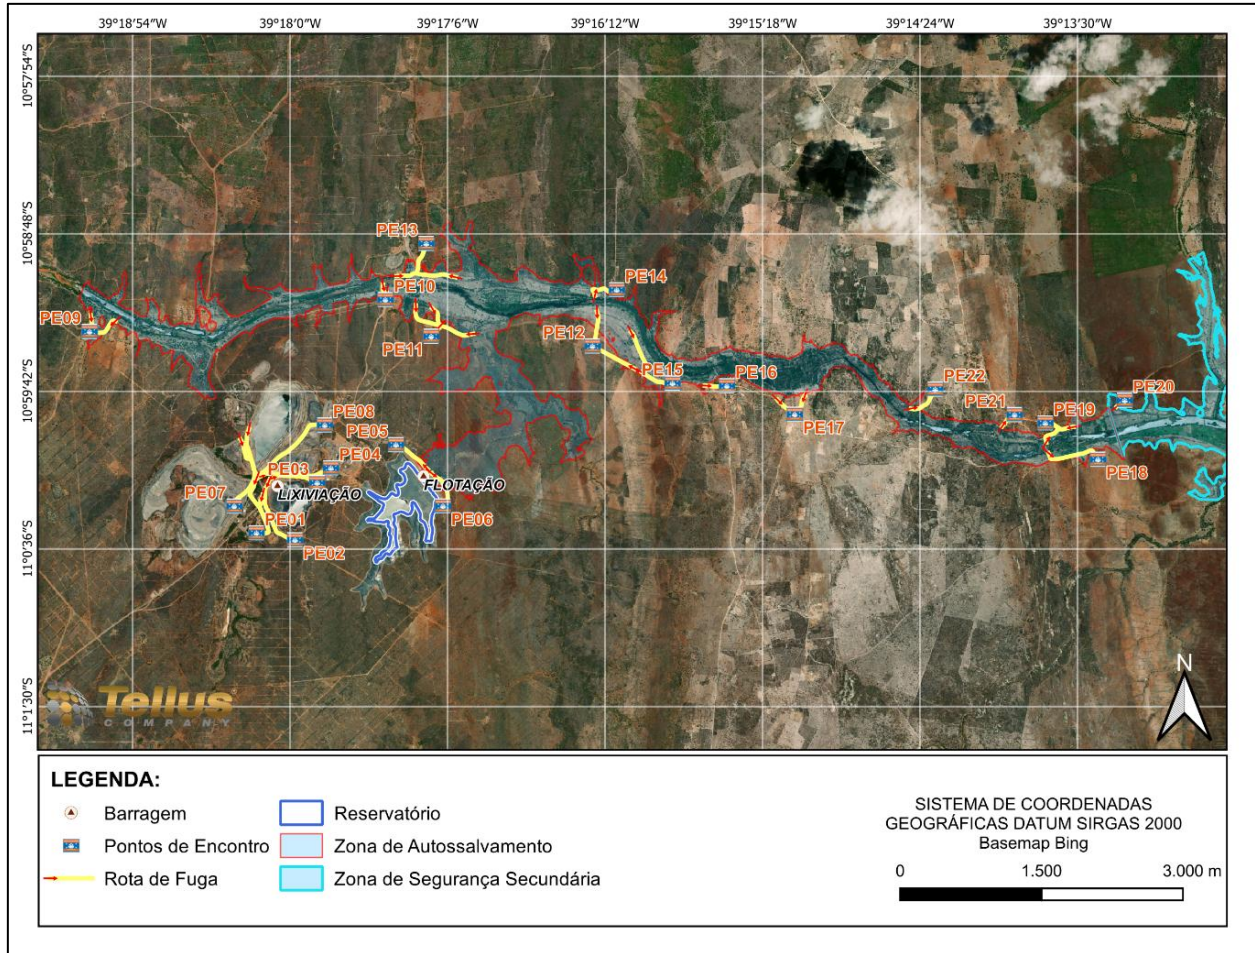 39°18'54"W 39°18'0"W 39°17'6"W 39°16'12"W 39°15'18"W 39°14'24"W 39°13'30"W
10°57'54"S
10°58'48"S
10°59'42"S
11°0'36"S
11°1'30"S
PE13
PE14
PE10
PE09
PE11
PE12
PE15
PE16
PE22
PE20
PE21
PE19
PE17
PE18
PE08
PE05
PE04
PE03
FLOTAÇÃO
LIXIVIAÇÃO
PE07
PE06
PE01
PE02
Tellus
COMPANY
N
LEGENDA:
Barragem
Pontos de Encontro
Rota de Fuga
Reservatório
Zona de Autossalvamento
Zona de Segurança Secundária
SISTEMA DE COORDENADAS
GEOGRÁFICAS DATUM SIRGAS 2000
Basemap Bing
0 1.500 3.000 m